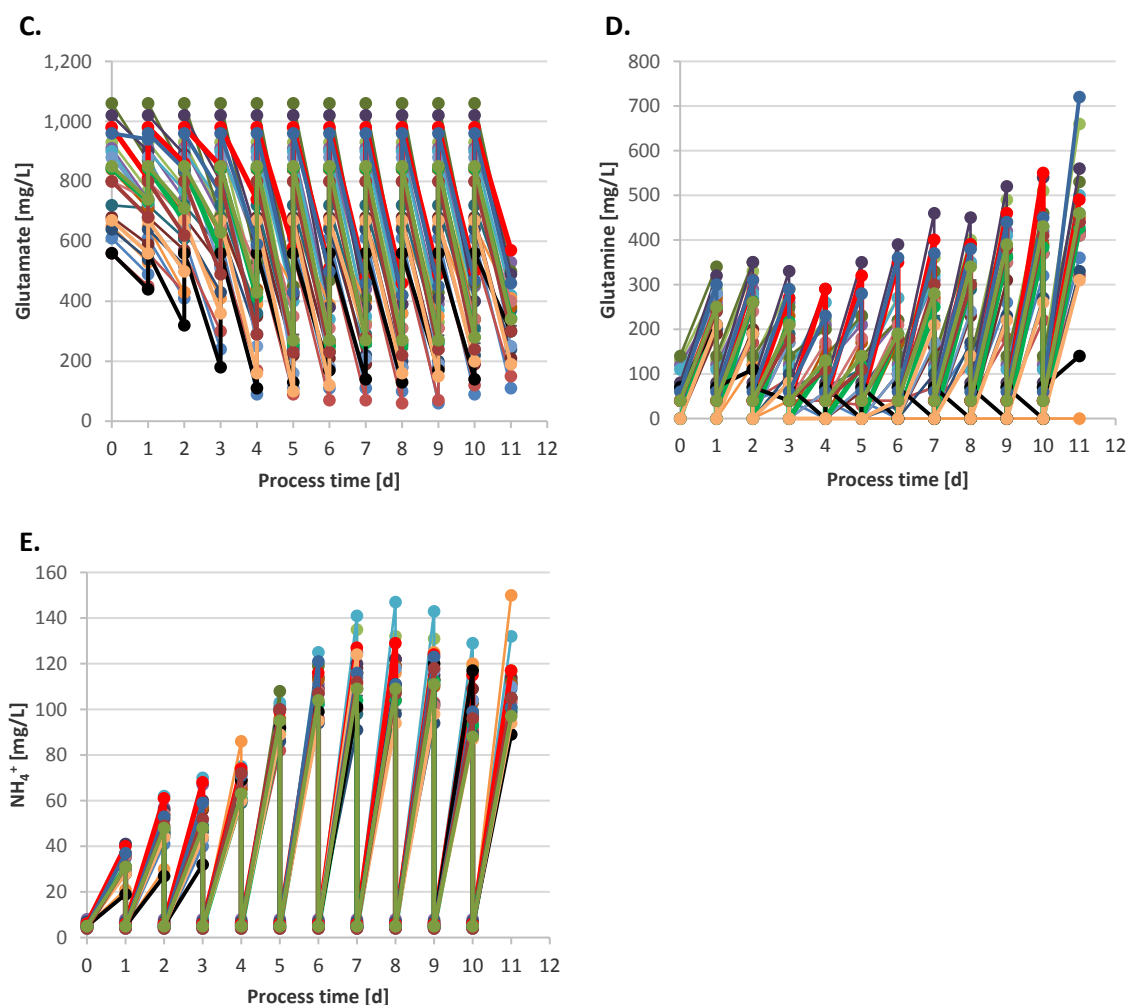 C.
Glutamate [mg/L]
1,200
1,000
800
600
400
200
0
0 1 2 3 4 5 6 7 8 9 10 11 12
Process time [d]
D.
Glutamine [mg/L]
800
700
600
500
400
300
200
100
0
0 1 2 3 4 5 6 7 8 9 10 11 12
Process time [d]
E.
NH₄⁺ [mg/L]
160
140
120
100
80
60
40
20
0
0 1 2 3 4 5 6 7 8 9 10 11 12
Process time [d]